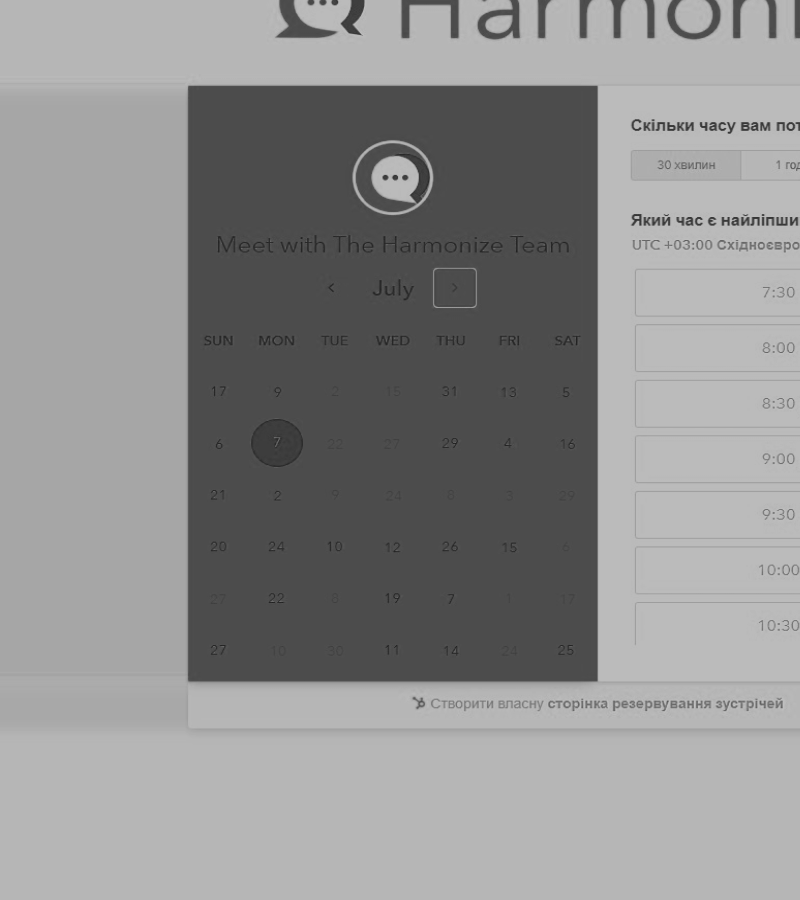 Harmoni
Скільки часу вам пот
30 хвилин 1 год
Meet with The Harmonize Team
July
Який час є найліпши
UTC +03:00 Східноєвро
SUN MON TUE WED THU FRI SAT
17 9 2 15 31 13 5
6 7 22 27 29 4 16
21 2 9 24 3 29
20 24 10 12 26 15 6
27 22 8 19 7 1 17
27 10 30 11 14 24 25
7:30
8:00
8:30
9:00
9:30
10:00
10:30
Створити власну сторінка резервування зустрічей